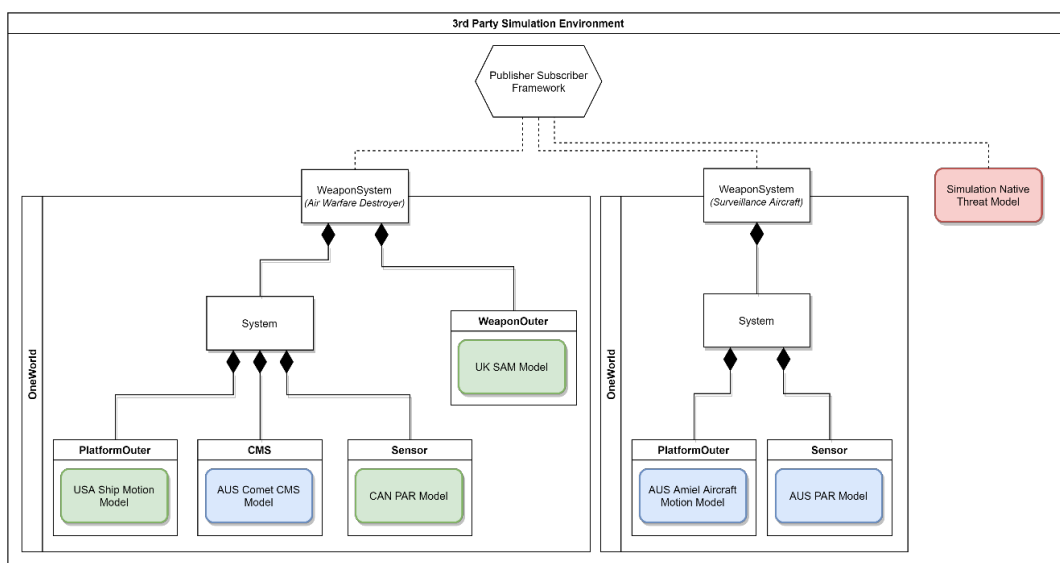 3rd Party Simulation Environment
Publisher Subscriber
Framework
WeaponSystem
(Air Warfare Destroyer)
WeaponSystem
(Surveillance Aircraft)
Simulation Native
Threat Model
OneWorld
System
WeaponOuter
UK SAM Model
PlatformOuter
USA Ship Motion
Model
CMS
AUS Comet CMS
Model
Sensor
CAN PAR Model
OneWorld
System
PlatformOuter
AUS Amiel Aircraft
Motion Model
Sensor
AUS PAR Model